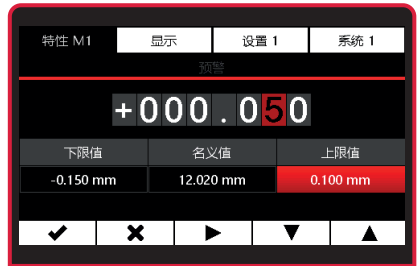 特性 M1 显示 设置 1 系统 1
预警
+000.050
下限值 名义值 上限值
-0.150 mm 12.020 mm 0.100 mm